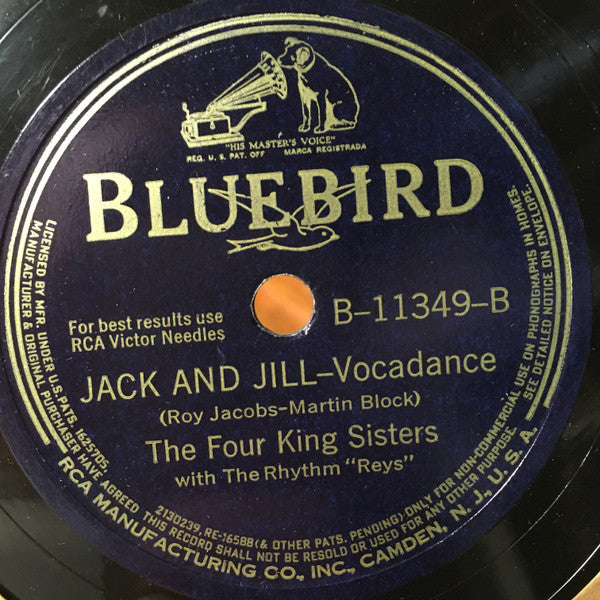 "HIS MASTER'S VOICE"
REG. U. S. PAT. OFF MARCA REGISTRADA
BLUEBIRD
For best results use
RCA Victor Needles
B-11349-B
JACK AND JILL-Vocadance
(Roy Jacobs-Martin Block)
The Four King Sisters
with The Rhythm "Reys"
LICENSED BY MFR. UNDER U.S. PATS. 1625705,
2130239, RE-16588 (& OTHER PATS. PENDING) ONLY FOR NON-COMMERCIAL USE ON PHONOGRAPHS IN HOMES.
MANUFACTURER & ORIGINAL PURCHASER HAVE AGREED THIS RECORD SHALL NOT BE RESOLD OR USED FOR ANY OTHER PURPOSE. SEE DETAILED NOTICE ON ENVELOPE.
RCA MANUFACTURING CO., INC., CAMDEN, N. J., U. S. A.